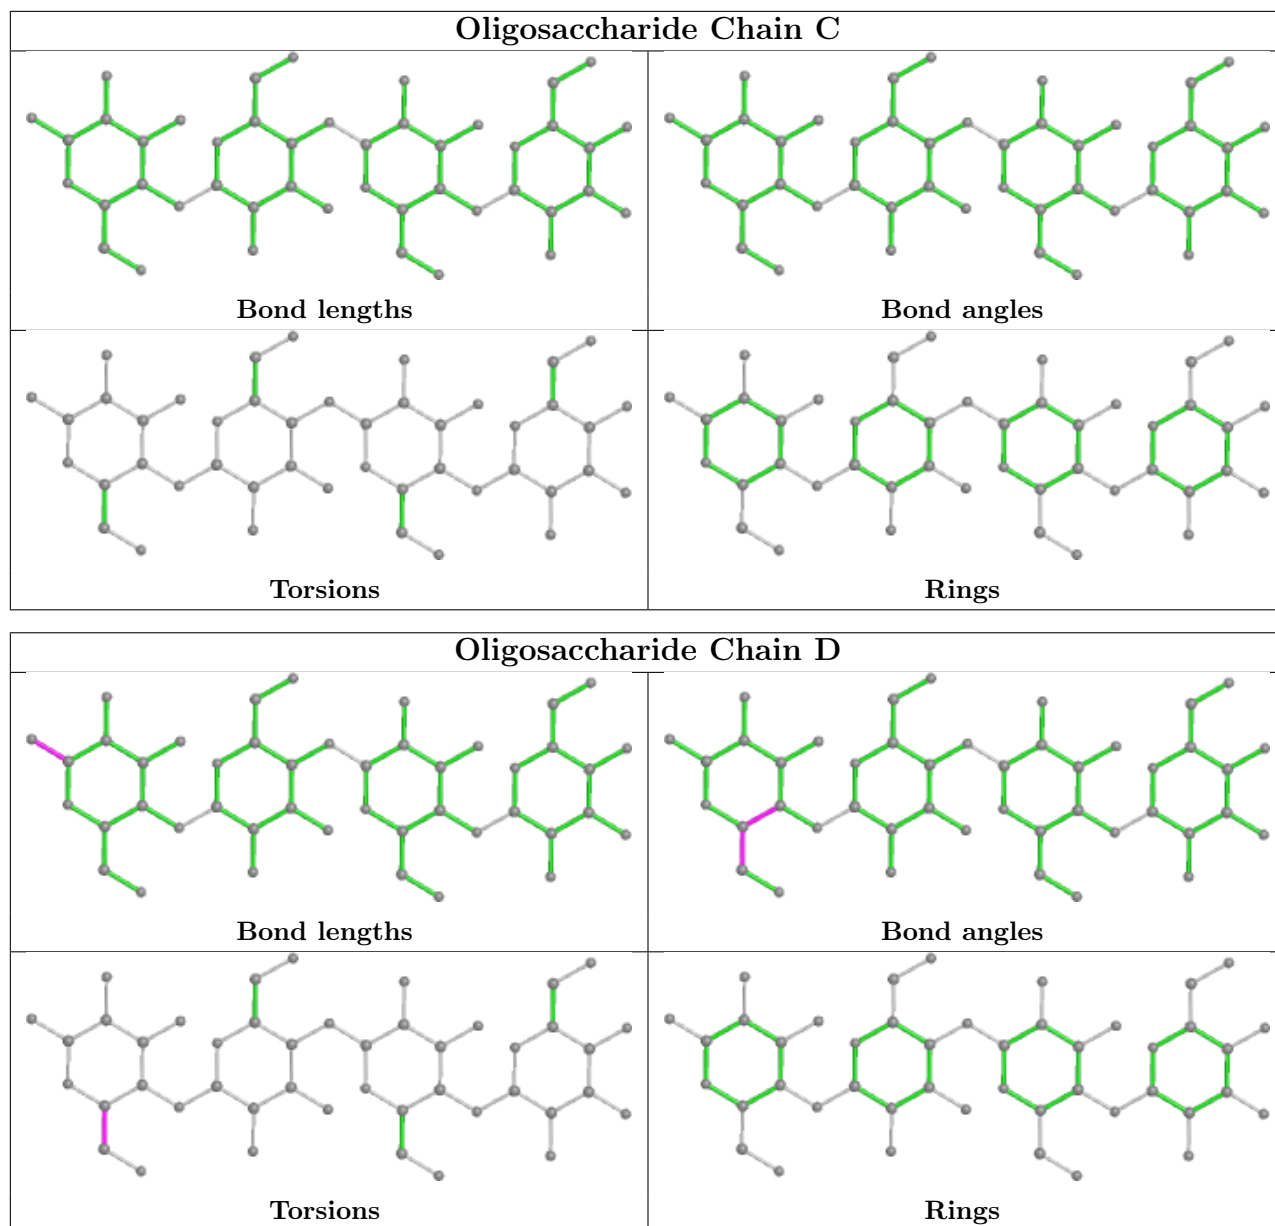 Oligosaccharide Chain C
Bond lengths
Bond angles
Torsions
Rings
Oligosaccharide Chain D
Bond lengths
Bond angles
Torsions
Rings